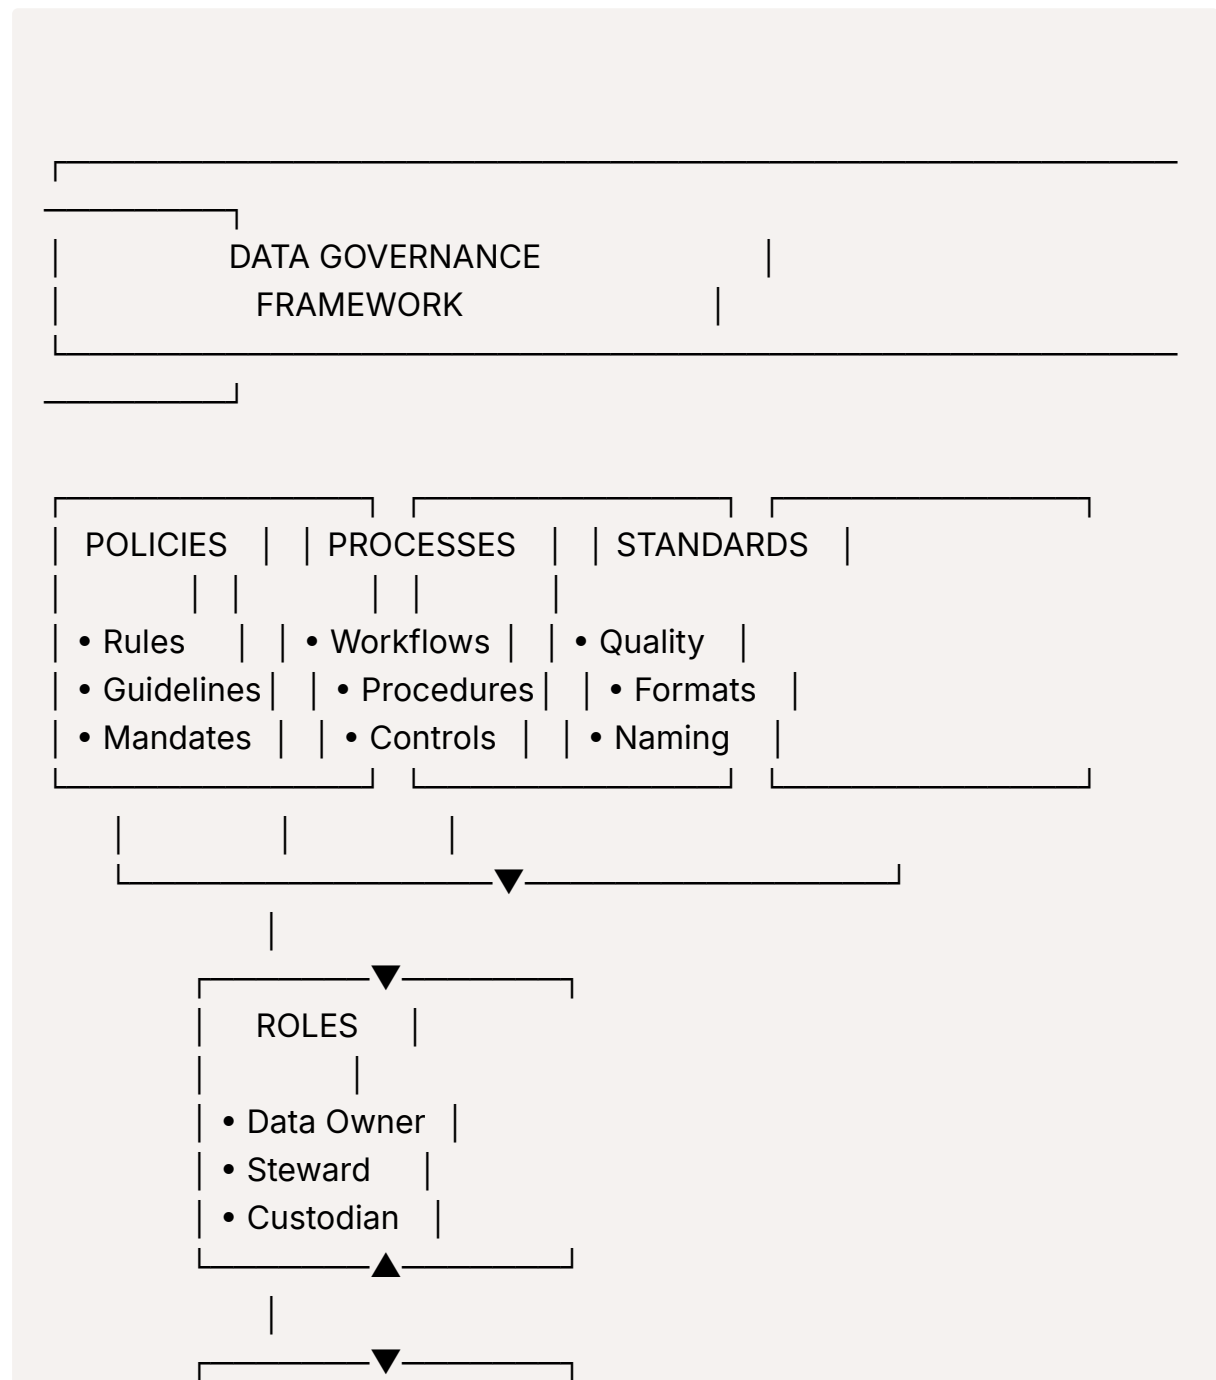 DATA GOVERNANCE
FRAMEWORK
POLICIES PROCESSES STANDARDS
• Rules • Workflows • Quality
• Guidelines • Procedures • Formats
• Mandates • Controls • Naming
ROLES
• Data Owner
• Steward
• Custodian